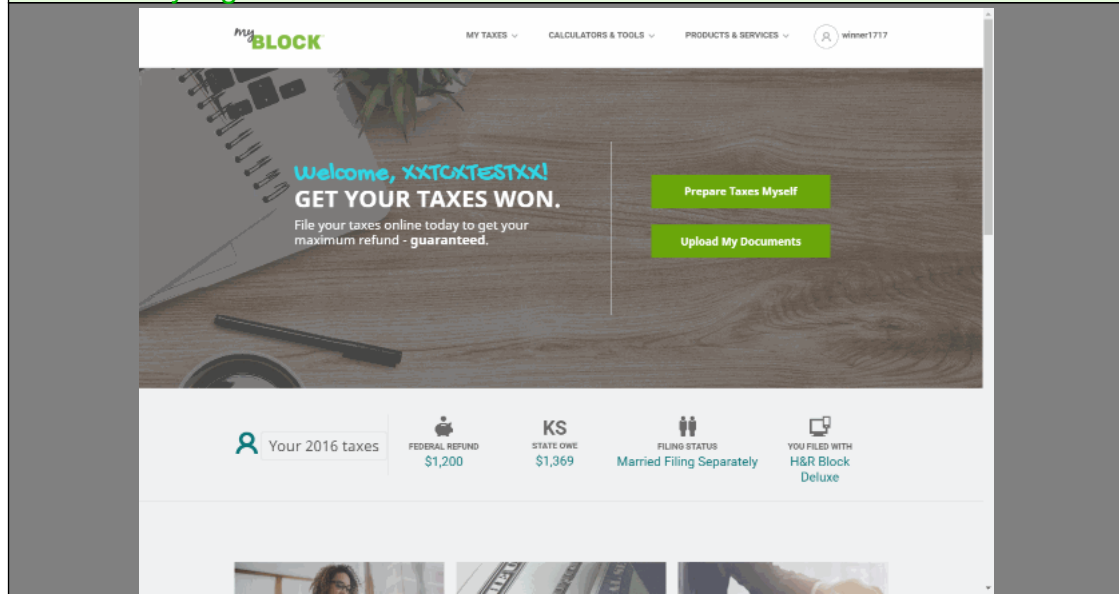 my BLOCK
MY TAXES
CALCULATORS & TOOLS
PRODUCTS & SERVICES
winner1717
Welcome, XXTCXTESTXX!
GET YOUR TAXES WON.
File your taxes online today to get your
maximum refund - guaranteed.
Prepare Taxes Myself
Upload My Documents
Your 2016 taxes
FEDERAL REFUND
$1,200
KS
STATE OWE
$1,369
FILING STATUS
Married Filing Separately
YOU FILED WITH
H&R Block
Deluxe